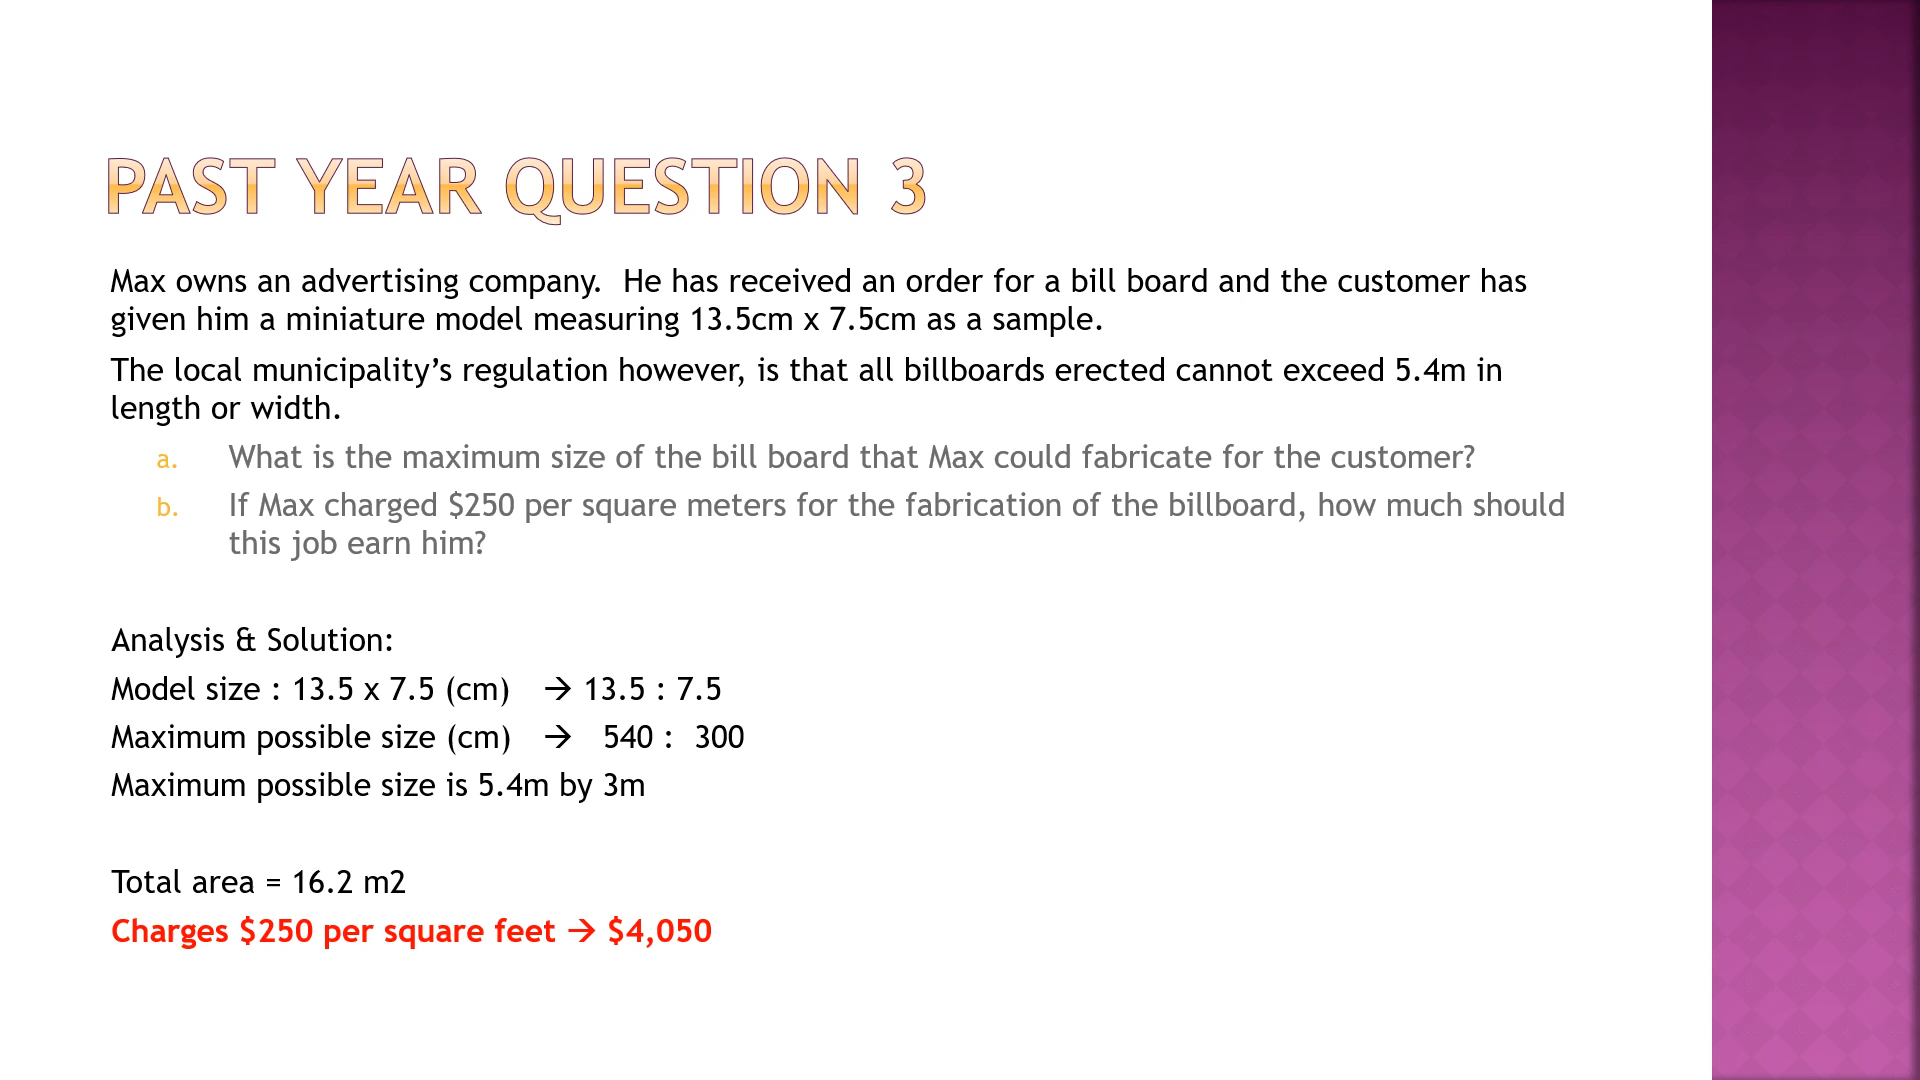 PAST YEAR QUESTION 3
Max owns an advertising company.  He has received an order for a bill board and the customer has
given him a miniature model measuring 13.5cm x 7.5cm as a sample.
The local municipality’s regulation however, is that all billboards erected cannot exceed 5.4m in
length or width.
a. What is the maximum size of the bill board that Max could fabricate for the customer?
b. If Max charged $250 per square meters for the fabrication of the billboard, how much should
this job earn him?
Analysis & Solution:
Model size : 13.5 x 7.5 (cm) → 13.5 : 7.5
Maximum possible size (cm) → 540 : 300
Maximum possible size is 5.4m by 3m
Total area = 16.2 m2
Charges $250 per square feet → $4,050